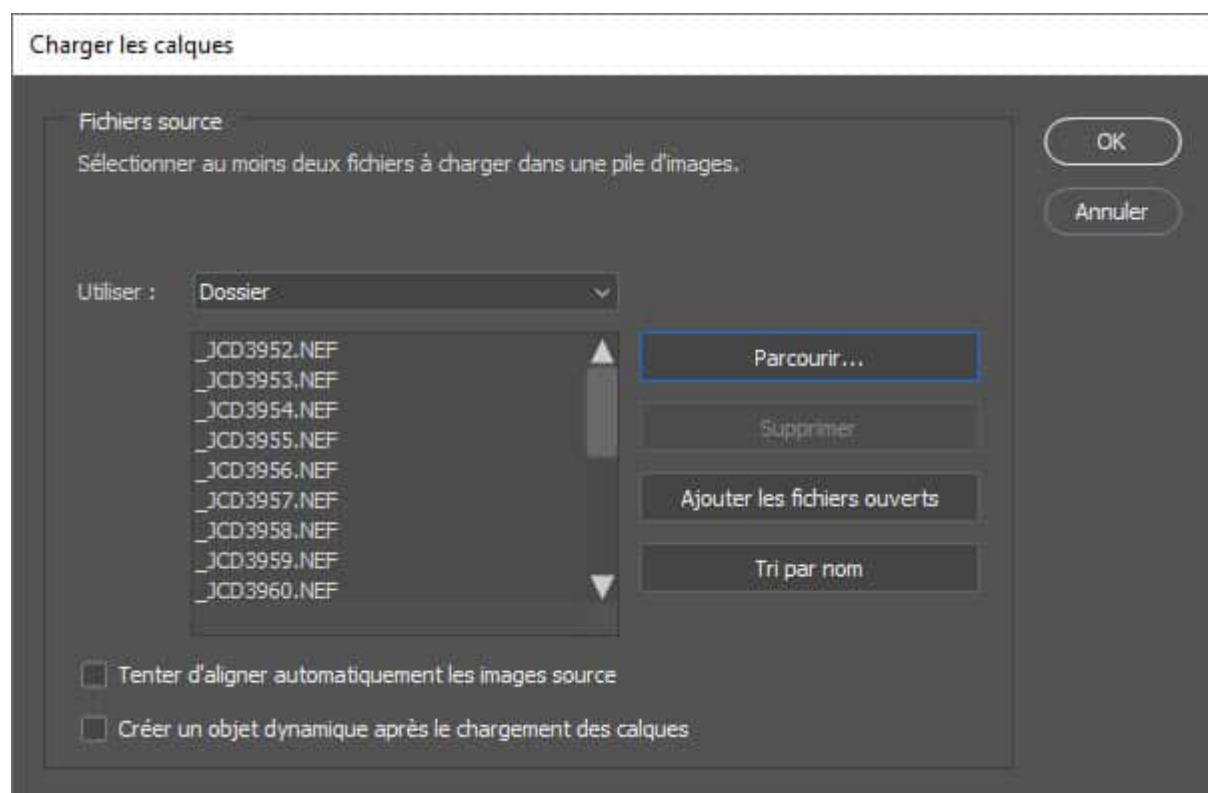 Charger les calques
Fichiers source
Sélectionner au moins deux fichiers à charger dans une pile d'images.
OK
Annuler
Utiliser : Dossier
_JCD3952.NEF
_JCD3953.NEF
_JCD3954.NEF
_JCD3955.NEF
_JCD3956.NEF
_JCD3957.NEF
_JCD3958.NEF
_JCD3959.NEF
_JCD3960.NEF
Parcourir...
Supprimer
Ajouter les fichiers ouverts
Tri par nom
Tenter d'aligner automatiquement les images source
Créer un objet dynamique après le chargement des calques